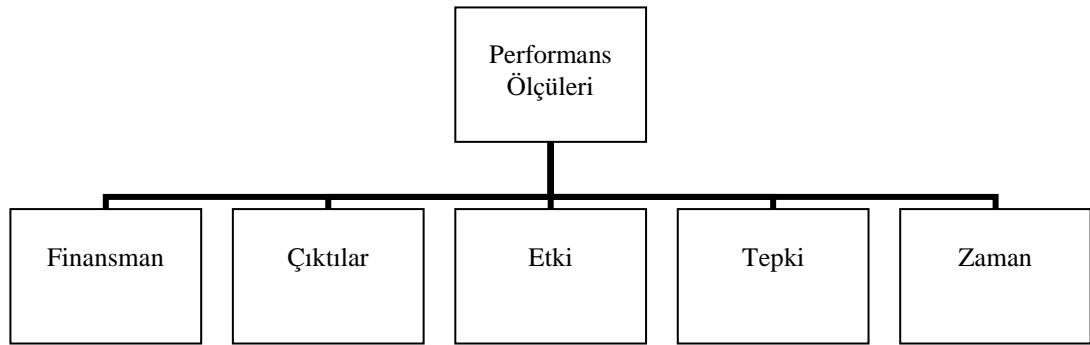 Performans
Ölçüleri
Finansman
Çıktılar
Etki
Tepki
Zaman